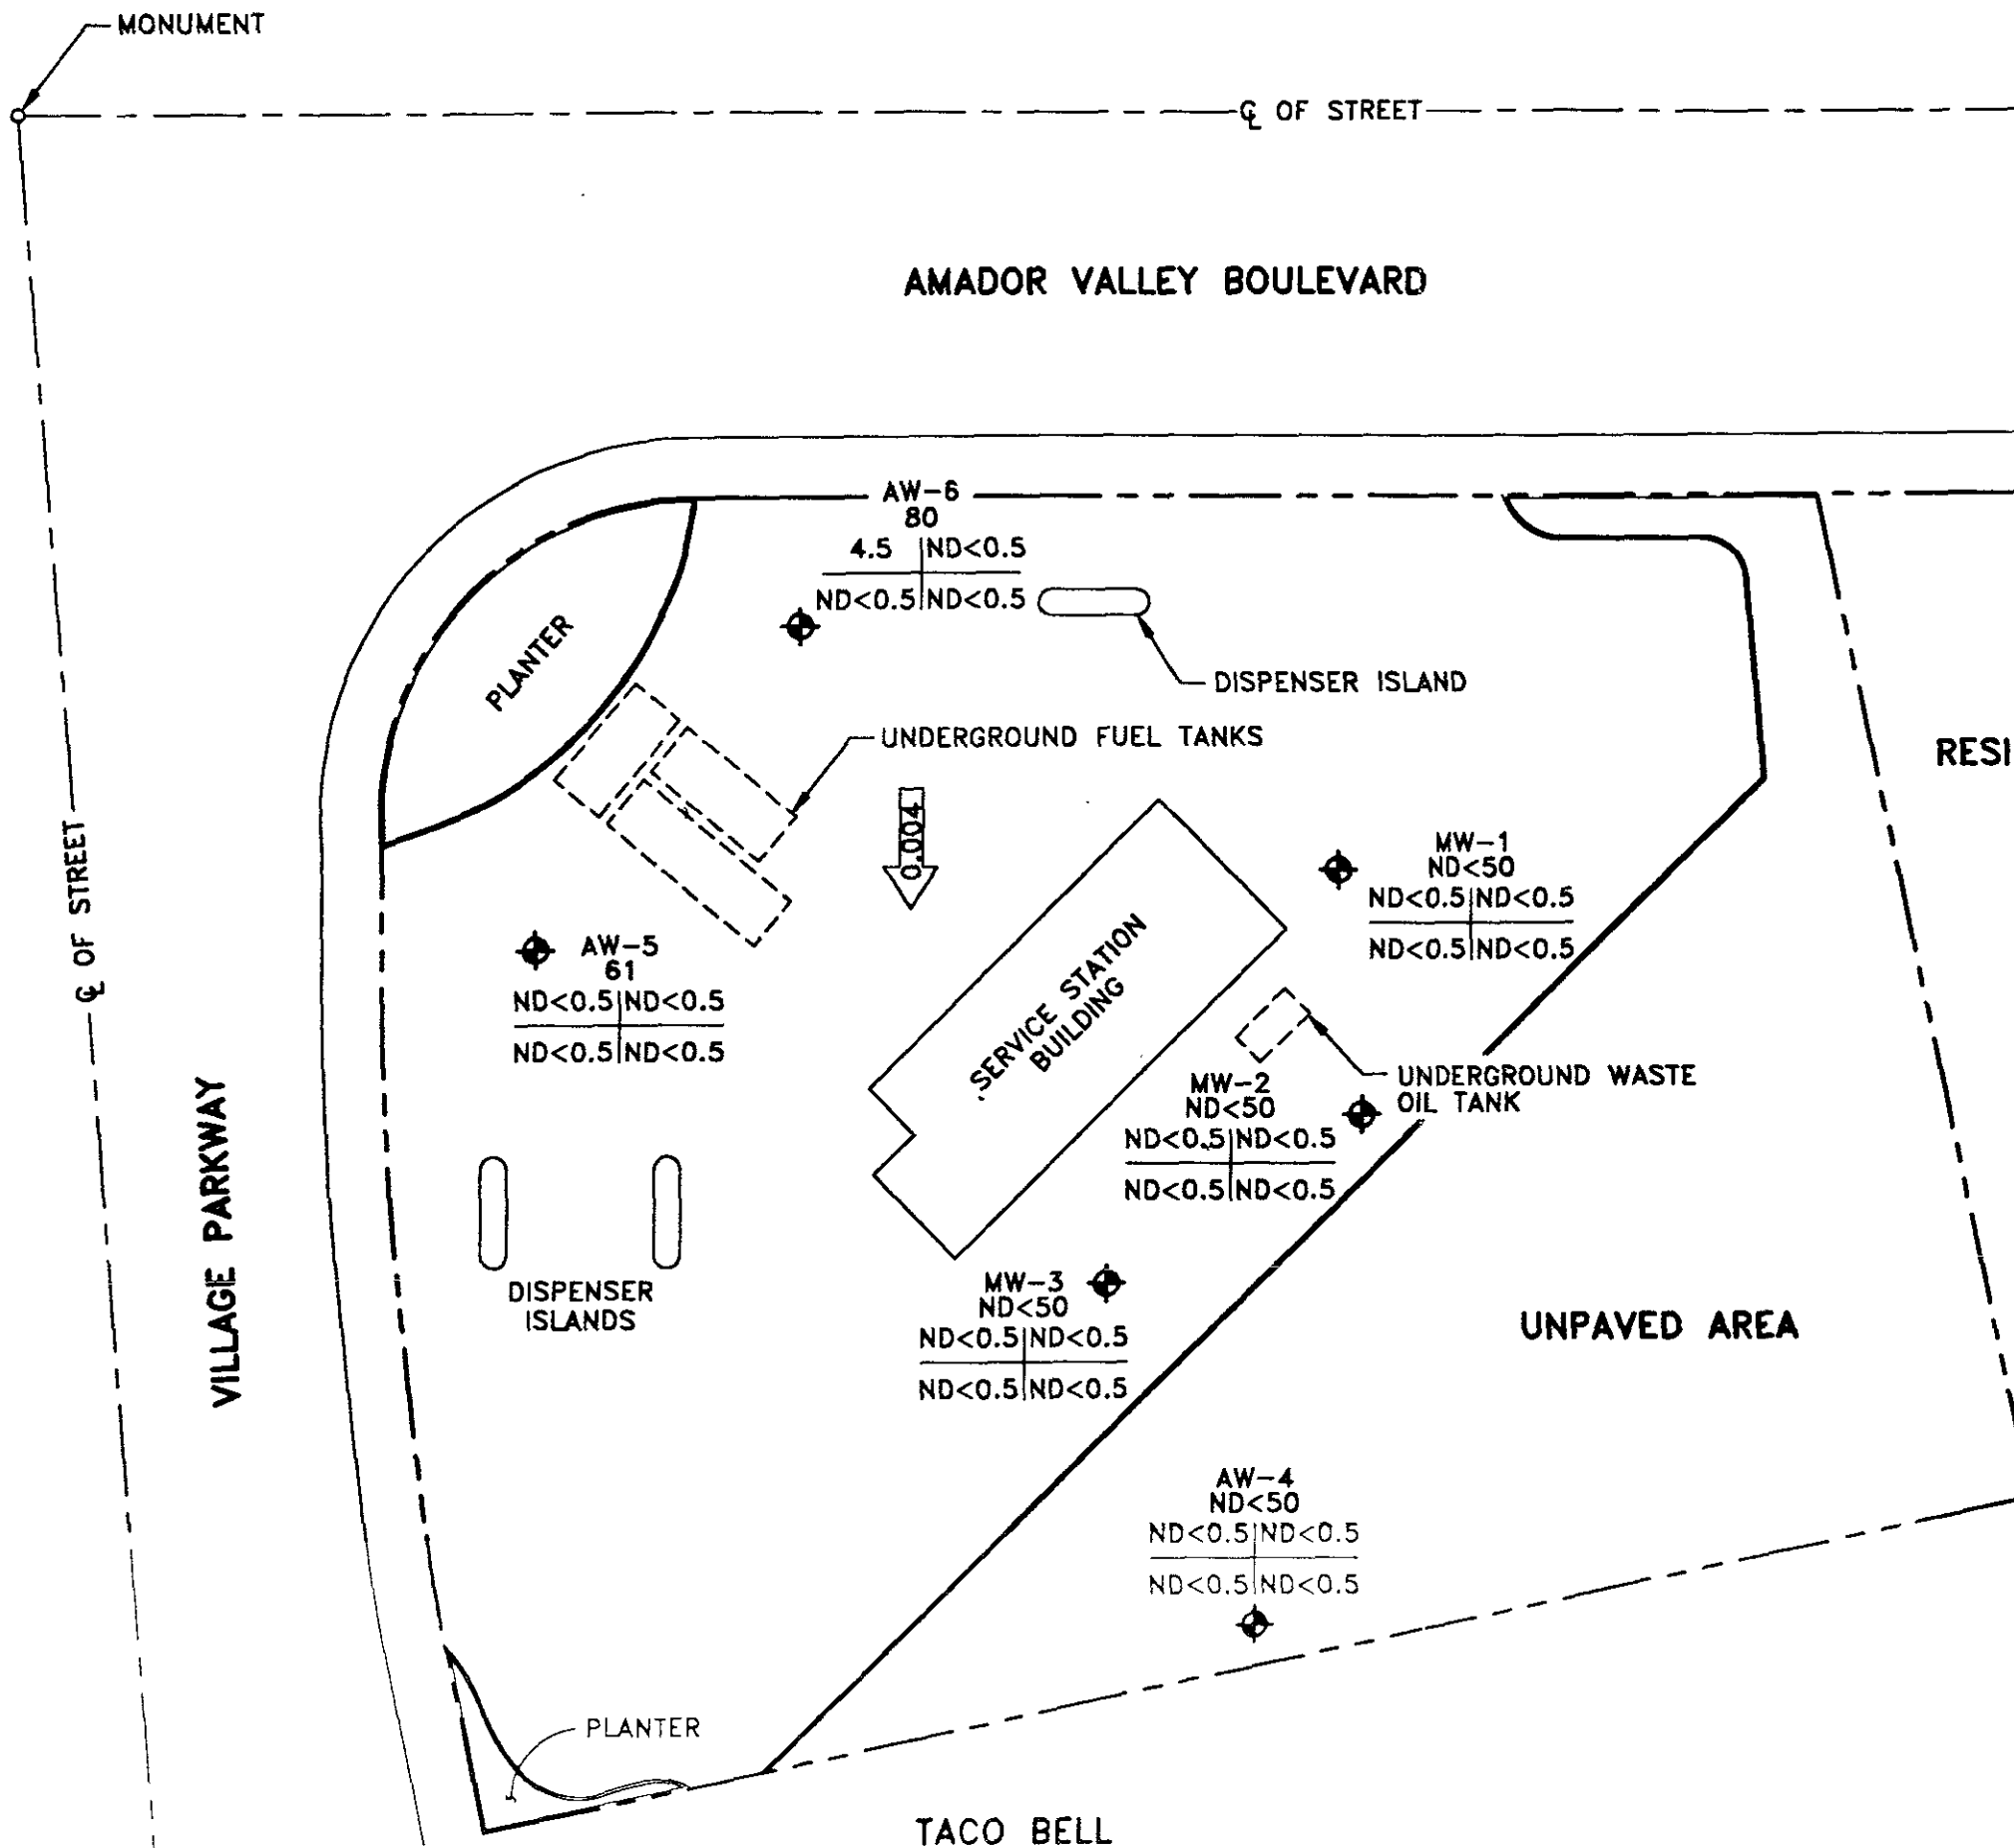 MONUMENT
℄ OF STREET
AMADOR VALLEY BOULEVARD
AW-6
80
4.5 ND<0.5
ND<0.5 ND<0.5
PLANTER
DISPENSER ISLAND
UNDERGROUND FUEL TANKS
RESI
0.004
MW-1
ND<50
ND<0.5 ND<0.5
ND<0.5 ND<0.5
℄ OF STREET
AW-5
61
ND<0.5 ND<0.5
ND<0.5 ND<0.5
SERVICE STATION
BUILDING
UNDERGROUND WASTE
OIL TANK
MW-2
ND<50
ND<0.5 ND<0.5
ND<0.5 ND<0.5
VILLAGE PARKWAY
DISPENSER
ISLANDS
MW-3
ND<50
ND<0.5 ND<0.5
ND<0.5 ND<0.5
UNPAVED AREA
AW-4
ND<50
ND<0.5 ND<0.5
ND<0.5 ND<0.5
PLANTER
TACO BELL